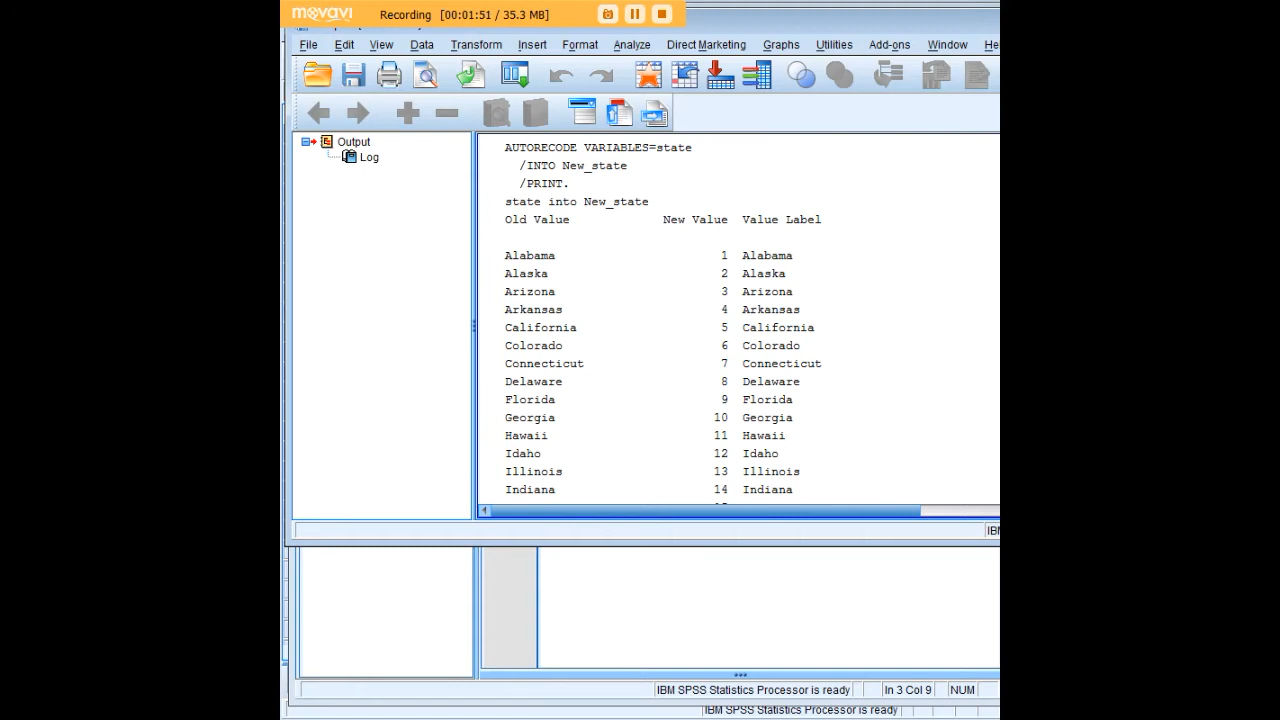 movavi Recording [00:01:51 / 35.3 MB]
File Edit View Data Transform Insert Format Analyze Direct Marketing Graphs Utilities Add-ons Window He
Output
Log
AUTORECODE VARIABLES=state
/INTO New_state
/PRINT.
state into New_state
Old Value New Value Value Label
Alabama 1 Alabama
Alaska 2 Alaska
Arizona 3 Arizona
Arkansas 4 Arkansas
California 5 California
Colorado 6 Colorado
Connecticut 7 Connecticut
Delaware 8 Delaware
Florida 9 Florida
Georgia 10 Georgia
Hawaii 11 Hawaii
Idaho 12 Idaho
Illinois 13 Illinois
Indiana 14 Indiana
IB
IBM SPSS Statistics Processor is ready In 3 Col 9 NUM
IBM SPSS Statistics Processor is ready